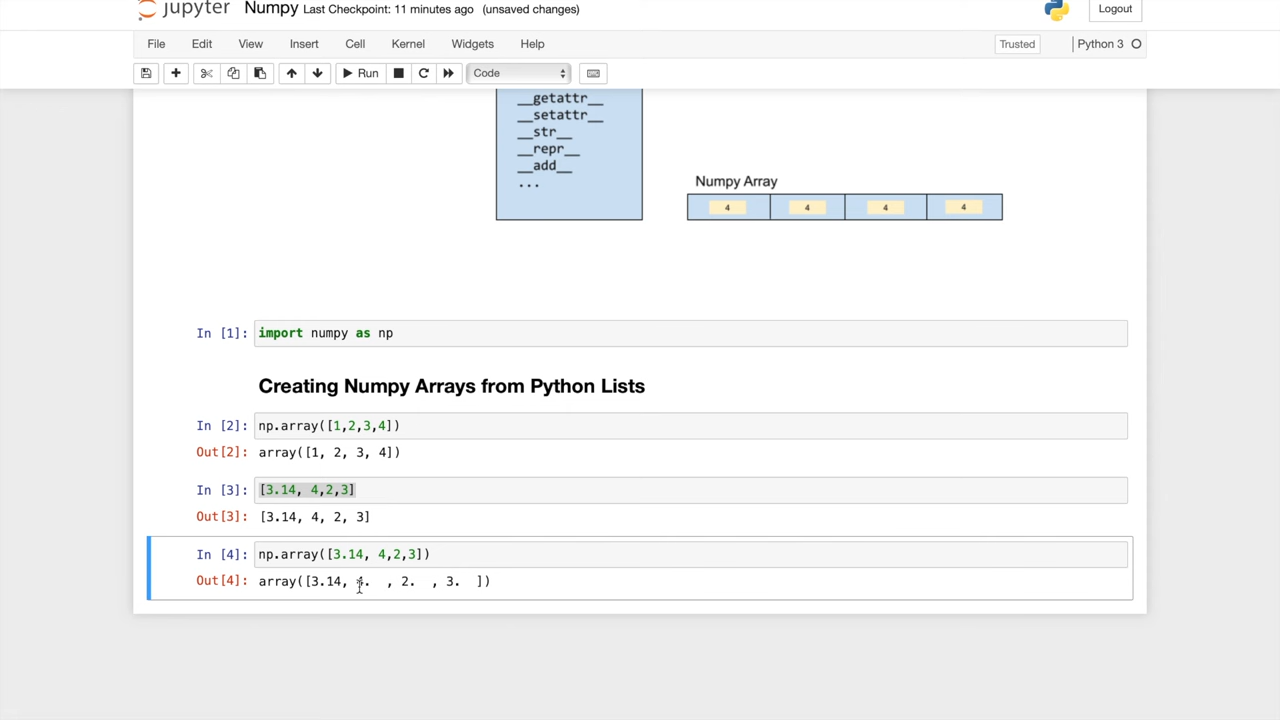 jupyter Numpy Last Checkpoint: 11 minutes ago (unsaved changes) Logout
File Edit View Insert Cell Kernel Widgets Help Trusted Python 3
Run Code
__getattr__
__setattr__
__str__
__repr__
__add__
...
Numpy Array
4 4 4 4
In [1]: import numpy as np
Creating Numpy Arrays from Python Lists
In [2]: np.array([1,2,3,4])
Out[2]: array([1, 2, 3, 4])
In [3]: [3.14, 4,2,3]
Out[3]: [3.14, 4, 2, 3]
In [4]: np.array([3.14, 4,2,3])
Out[4]: array([3.14, 4. , 2. , 3. ])